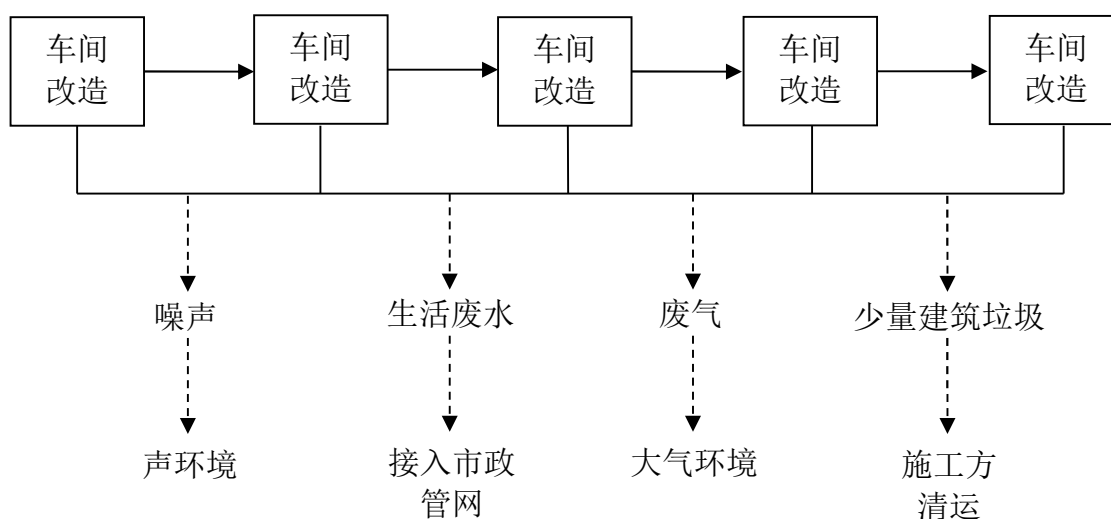 车间
改造
车间
改造
车间
改造
车间
改造
车间
改造
噪声
生活废水
废气
少量建筑垃圾
声环境
接入市政
管网
大气环境
施工方
清运